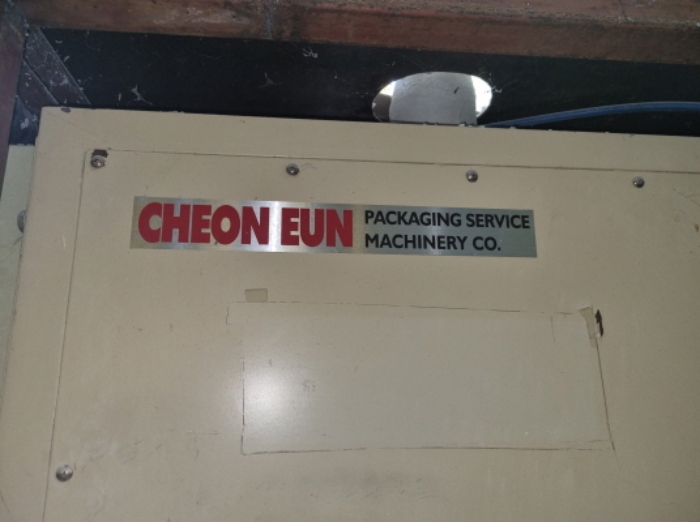 CHEON EUN PACKAGING SERVICE
MACHINERY CO.